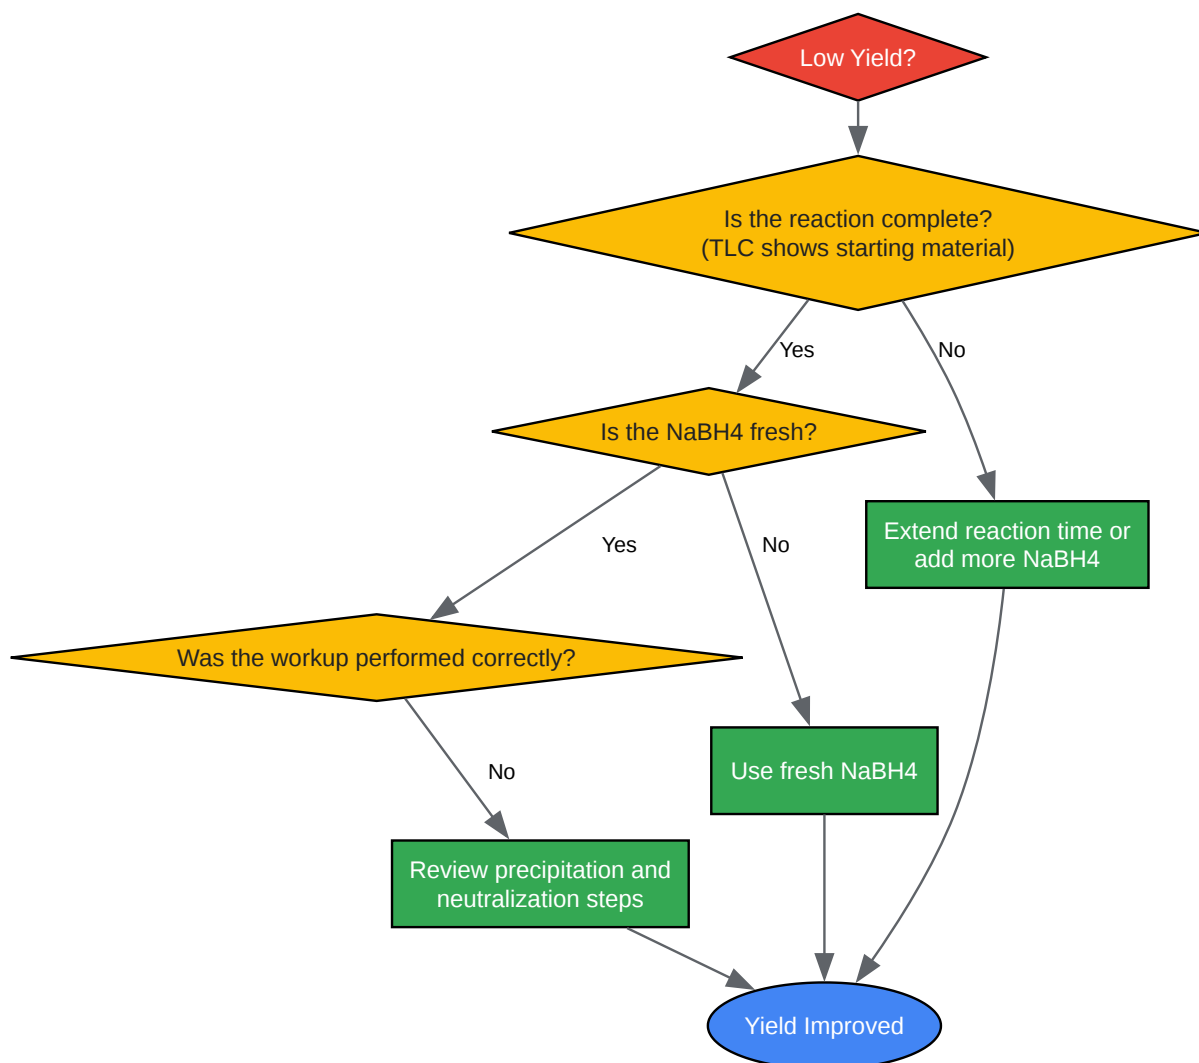 Low Yield?
Is the reaction complete?
(TLC shows starting material)
Yes
No
Is the NaBH4 fresh?
Extend reaction time or
add more NaBH4
Yes
No
Was the workup performed correctly?
Use fresh NaBH4
No
Review precipitation and
neutralization steps
Yield Improved